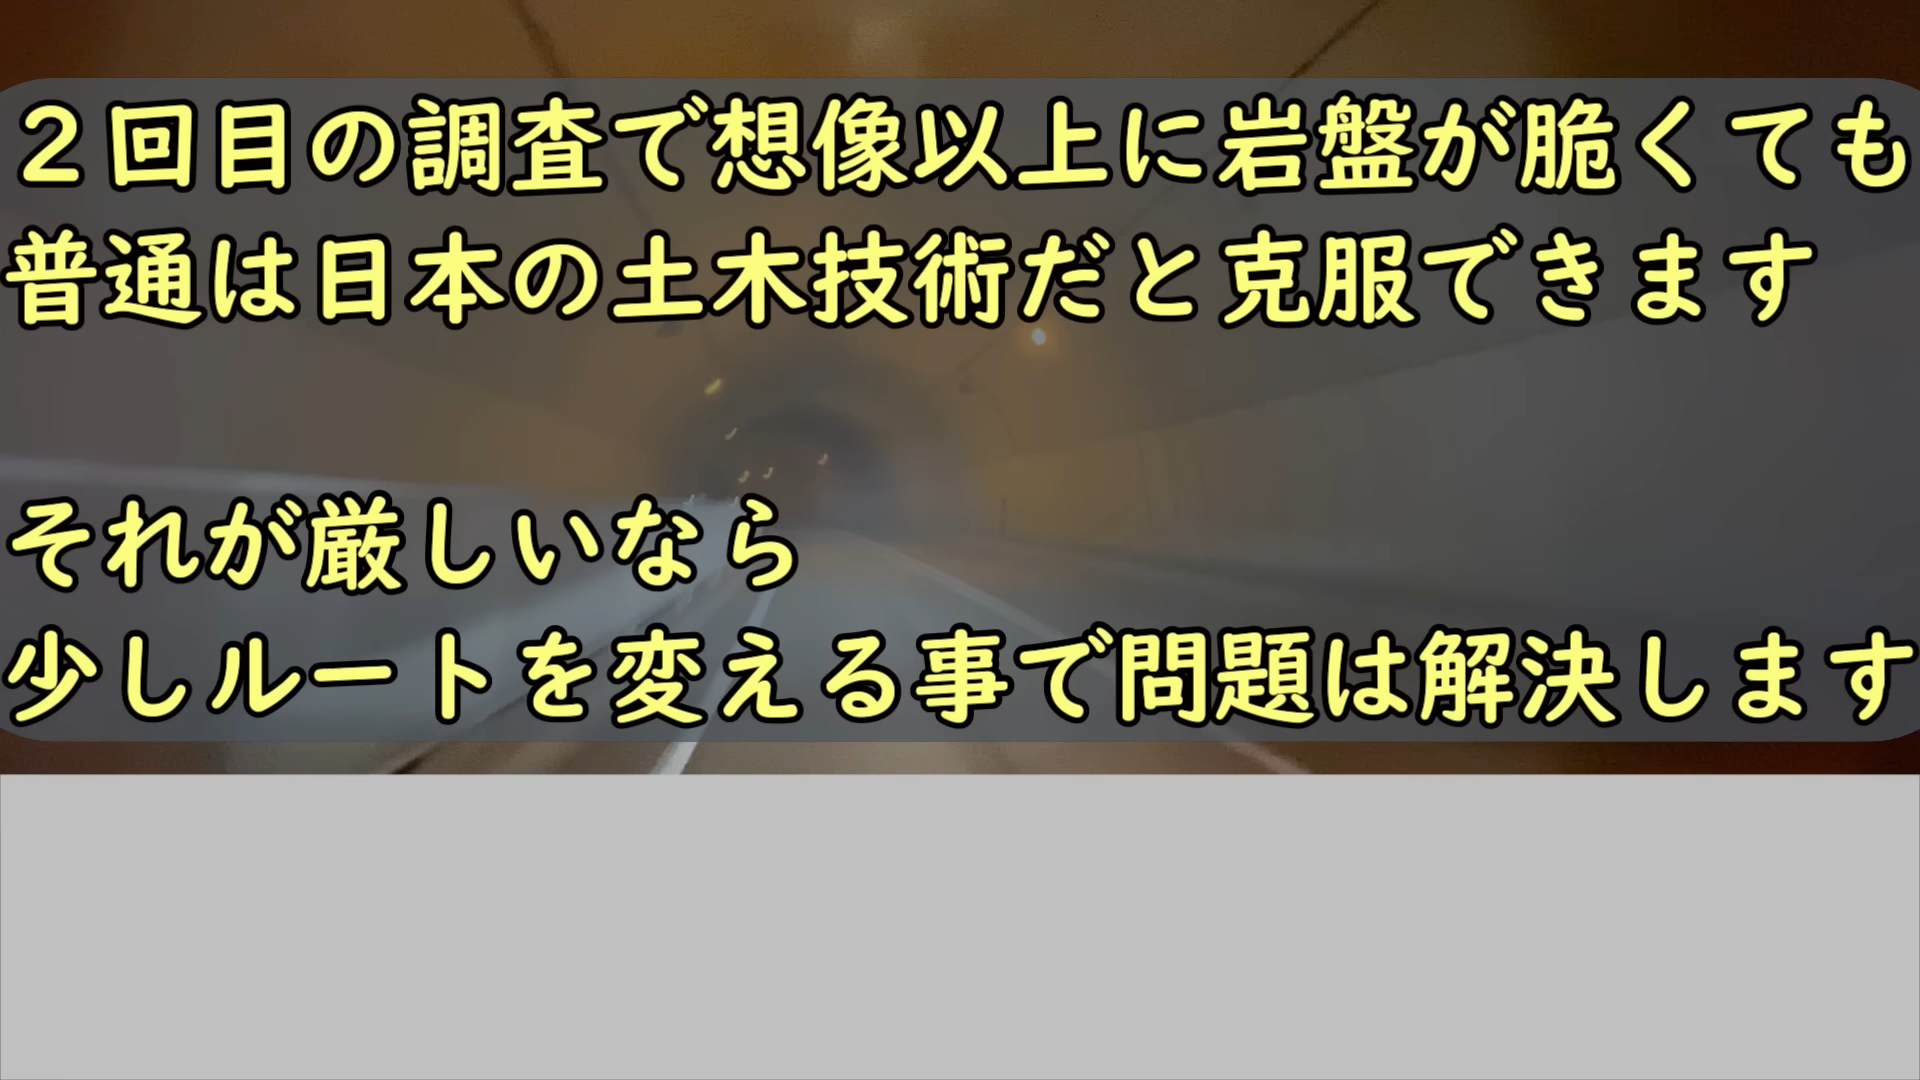 ２回目の調査で想像以上に岩盤が脆くても
普通は日本の土木技術だと克服できます
それが厳しいなら
少しルートを変える事で問題は解決します